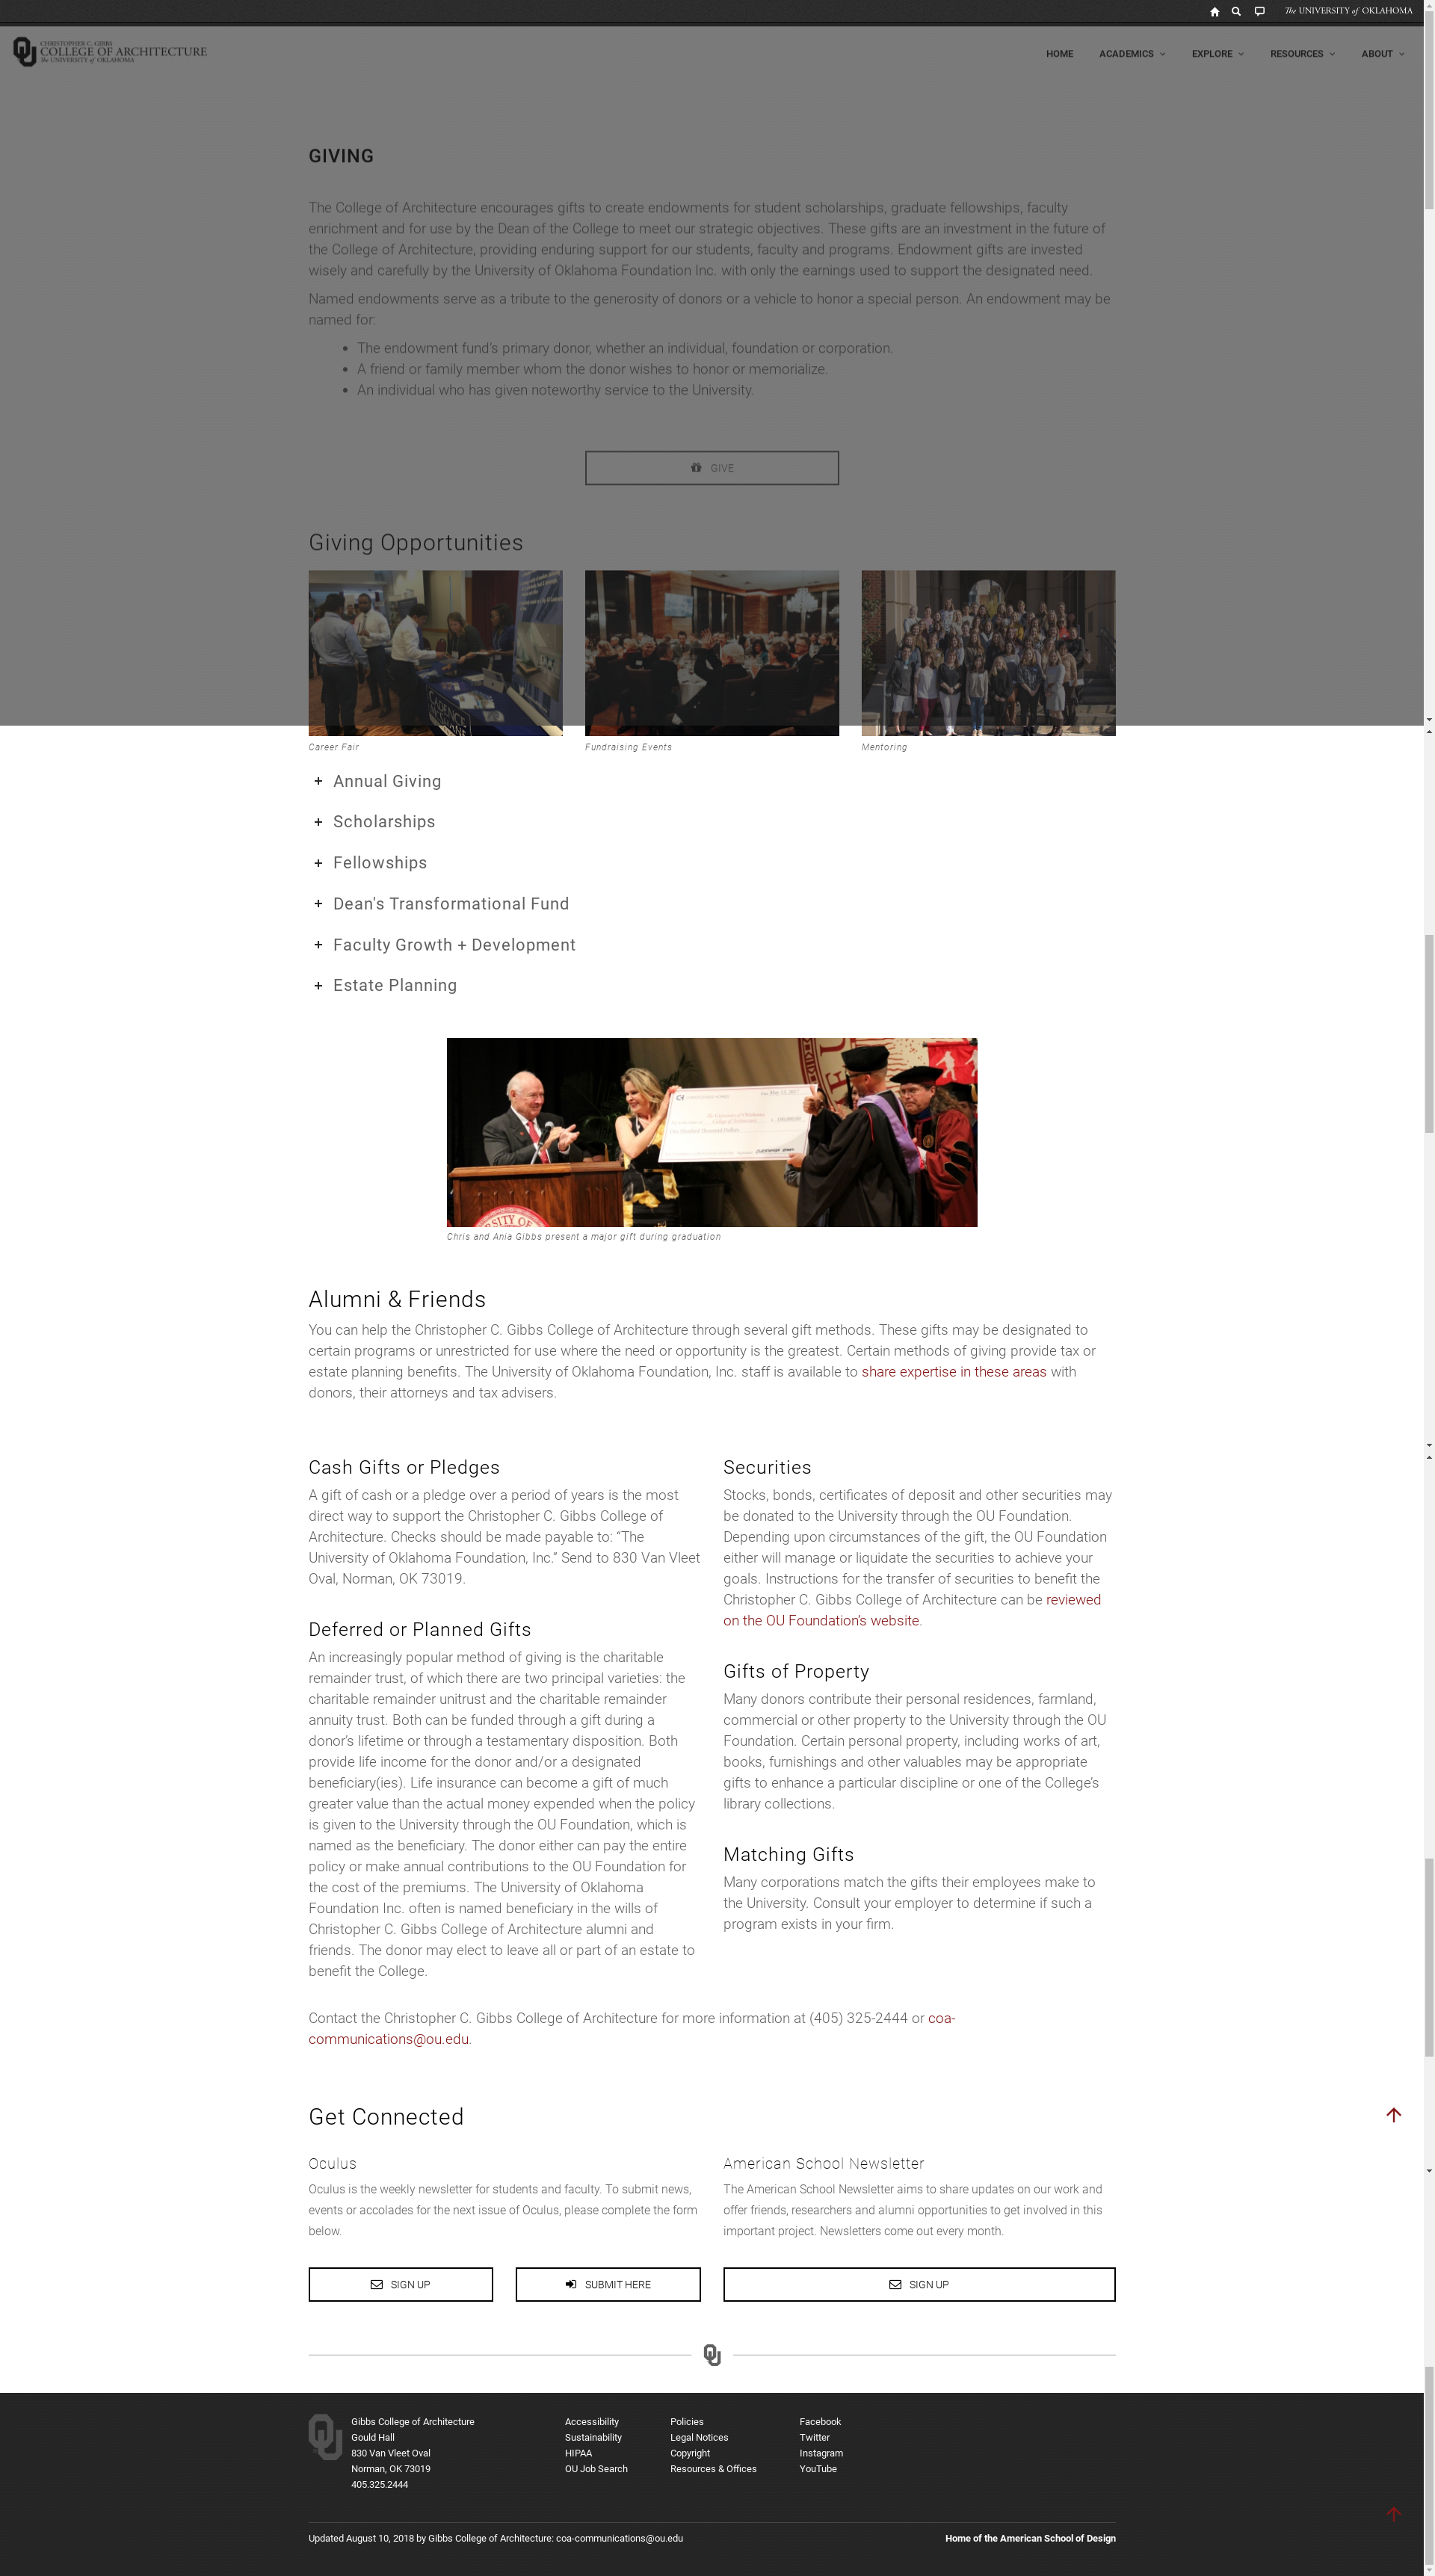 The UNIVERSITY of OKLAHOMA
CHRISTOPHER C. GIBBS
COLLEGE OF ARCHITECTURE
The UNIVERSITY of OKLAHOMA
HOME ACADEMICS EXPLORE RESOURCES ABOUT
GIVING
The College of Architecture encourages gifts to create endowments for student scholarships, graduate fellowships, faculty
enrichment and for use by the Dean of the College to meet our strategic objectives. These gifts are an investment in the future of
the College of Architecture, providing enduring support for our students, faculty and programs. Endowment gifts are invested
wisely and carefully by the University of Oklahoma Foundation Inc. with only the earnings used to support the designated need.
Named endowments serve as a tribute to the generosity of donors or a vehicle to honor a special person. An endowment may be
named for:
• The endowment fund's primary donor, whether an individual, foundation or corporation.
• A friend or family member whom the donor wishes to honor or memorialize.
• An individual who has given noteworthy service to the University.
GIVE
Giving Opportunities
Career Fair
Fundraising Events
Mentoring
+ Annual Giving
+ Scholarships
+ Fellowships
+ Dean's Transformational Fund
+ Faculty Growth + Development
+ Estate Planning
Chris and Ania Gibbs present a major gift during graduation
Alumni & Friends
You can help the Christopher C. Gibbs College of Architecture through several gift methods. These gifts may be designated to
certain programs or unrestricted for use where the need or opportunity is the greatest. Certain methods of giving provide tax or
estate planning benefits. The University of Oklahoma Foundation, Inc. staff is available to share expertise in these areas with
donors, their attorneys and tax advisers.
Cash Gifts or Pledges
A gift of cash or a pledge over a period of years is the most
direct way to support the Christopher C. Gibbs College of
Architecture. Checks should be made payable to: “The
University of Oklahoma Foundation, Inc.” Send to 830 Van Vleet
Oval, Norman, OK 73019.
Deferred or Planned Gifts
An increasingly popular method of giving is the charitable
remainder trust, of which there are two principal varieties: the
charitable remainder unitrust and the charitable remainder
annuity trust. Both can be funded through a gift during a
donor’s lifetime or through a testamentary disposition. Both
provide life income for the donor and/or a designated
beneficiary(ies). Life insurance can become a gift of much
greater value than the actual money expended when the policy
is given to the University through the OU Foundation, which is
named as the beneficiary. The donor either can pay the entire
policy or make annual contributions to the OU Foundation for
the cost of the premiums. The University of Oklahoma
Foundation Inc. often is named beneficiary in the wills of
Christopher C. Gibbs College of Architecture alumni and
friends. The donor may elect to leave all or part of an estate to
benefit the College.
Securities
Stocks, bonds, certificates of deposit and other securities may
be donated to the University through the OU Foundation.
Depending upon circumstances of the gift, the OU Foundation
either will manage or liquidate the securities to achieve your
goals. Instructions for the transfer of securities to benefit the
Christopher C. Gibbs College of Architecture can be reviewed
on the OU Foundation’s website.
Gifts of Property
Many donors contribute their personal residences, farmland,
commercial or other property to the University through the OU
Foundation. Certain personal property, including works of art,
books, furnishings and other valuables may be appropriate
gifts to enhance a particular discipline or one of the College’s
library collections.
Matching Gifts
Many corporations match the gifts their employees make to
the University. Consult your employer to determine if such a
program exists in your firm.
Contact the Christopher C. Gibbs College of Architecture for more information at (405) 325-2444 or coa-
communications@ou.edu.
Get Connected
Oculus
Oculus is the weekly newsletter for students and faculty. To submit news,
events or accolades for the next issue of Oculus, please complete the form
below.
SIGN UP
SUBMIT HERE
American School Newsletter
The American School Newsletter aims to share updates on our work and
offer friends, researchers and alumni opportunities to get involved in this
important project. Newsletters come out every month.
SIGN UP
Gibbs College of Architecture
Gould Hall
830 Van Vleet Oval
Norman, OK 73019
405.325.2444
Accessibility
Sustainability
HIPAA
OU Job Search
Policies
Legal Notices
Copyright
Resources & Offices
Facebook
Twitter
Instagram
YouTube
Updated August 10, 2018 by Gibbs College of Architecture: coa-communications@ou.edu
Home of the American School of Design